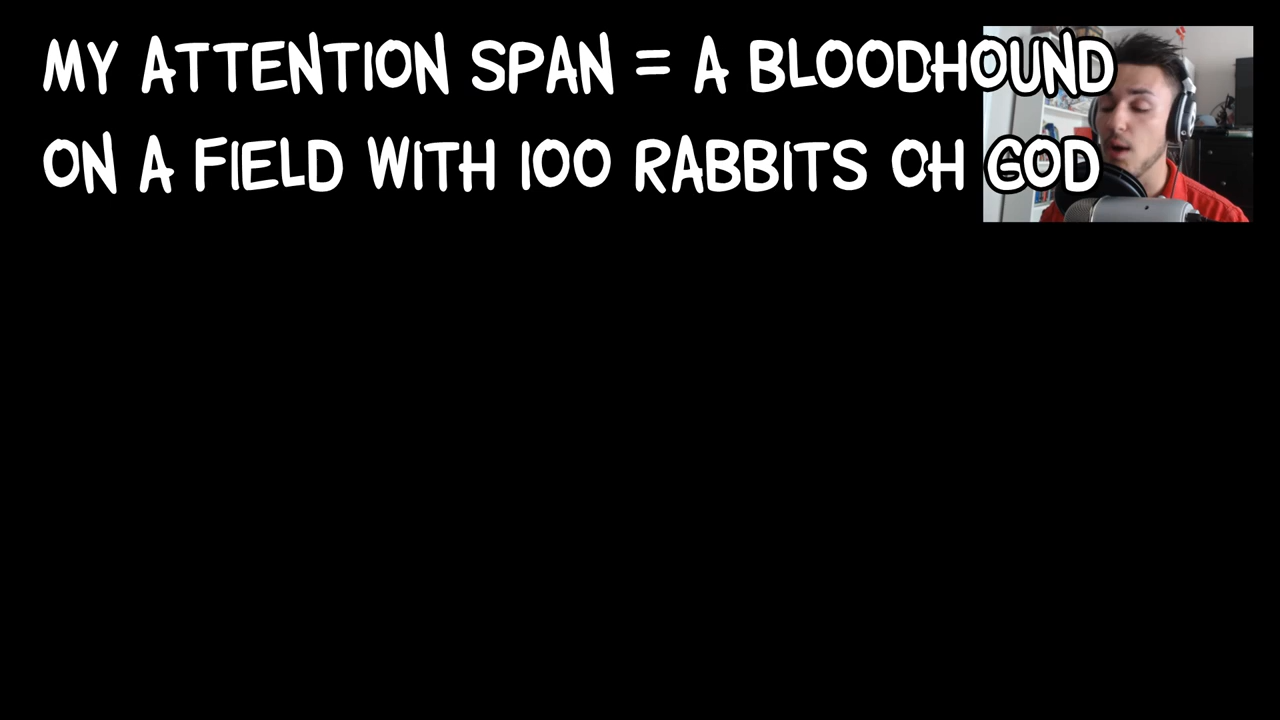 MY ATTENTION SPAN = A BLOODHOUND
ON A FIELD WITH 100 RABBITS OH GOD